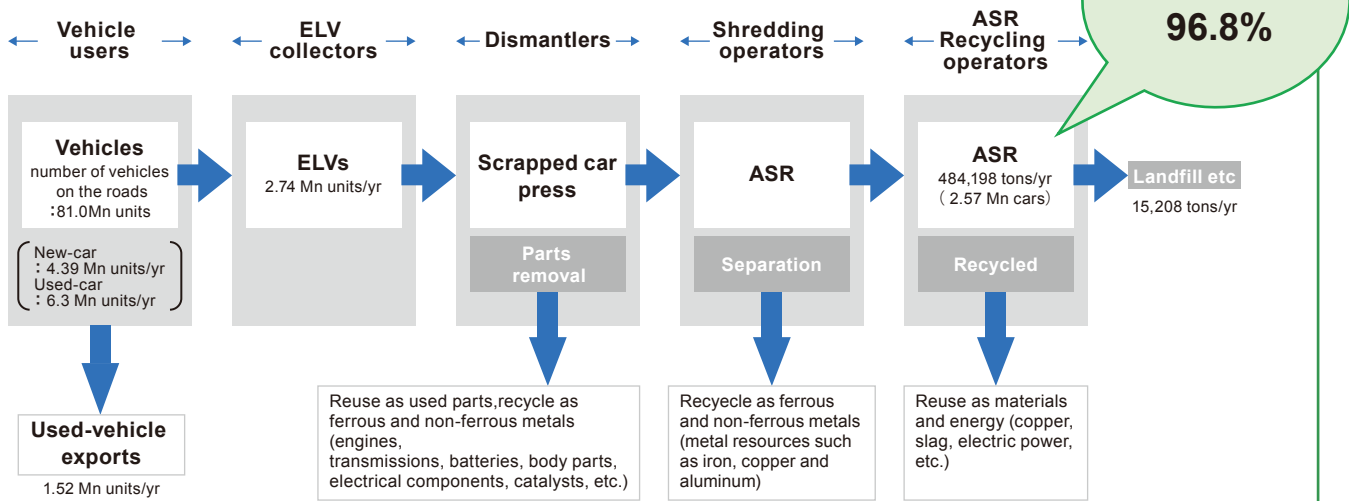 96.8%
Vehicle
users
ELV
collectors
Dismantlers
Shredding
operators
ASR
Recycling
operators
Vehicles
number of vehicles
on the roads
:81.0Mn units
New-car
: 4.39 Mn units/yr
Used-car
: 6.3 Mn units/yr
ELVs
2.74 Mn units/yr
Scrapped car
press
Parts
removal
ASR
Separation
ASR
484,198 tons/yr
( 2.57 Mn cars)
Recycled
Landfill etc
15,208 tons/yr
Used-vehicle
exports
1.52 Mn units/yr
Reuse as used parts,recycle as
ferrous and non-ferrous metals
(engines,
transmissions, batteries, body parts,
electrical components, catalysts, etc.)
Recyecle as ferrous
and non-ferrous metals
(metal resources such
as iron, copper and
aluminum)
Reuse as materials
and energy (copper,
slag, electric power,
etc.)